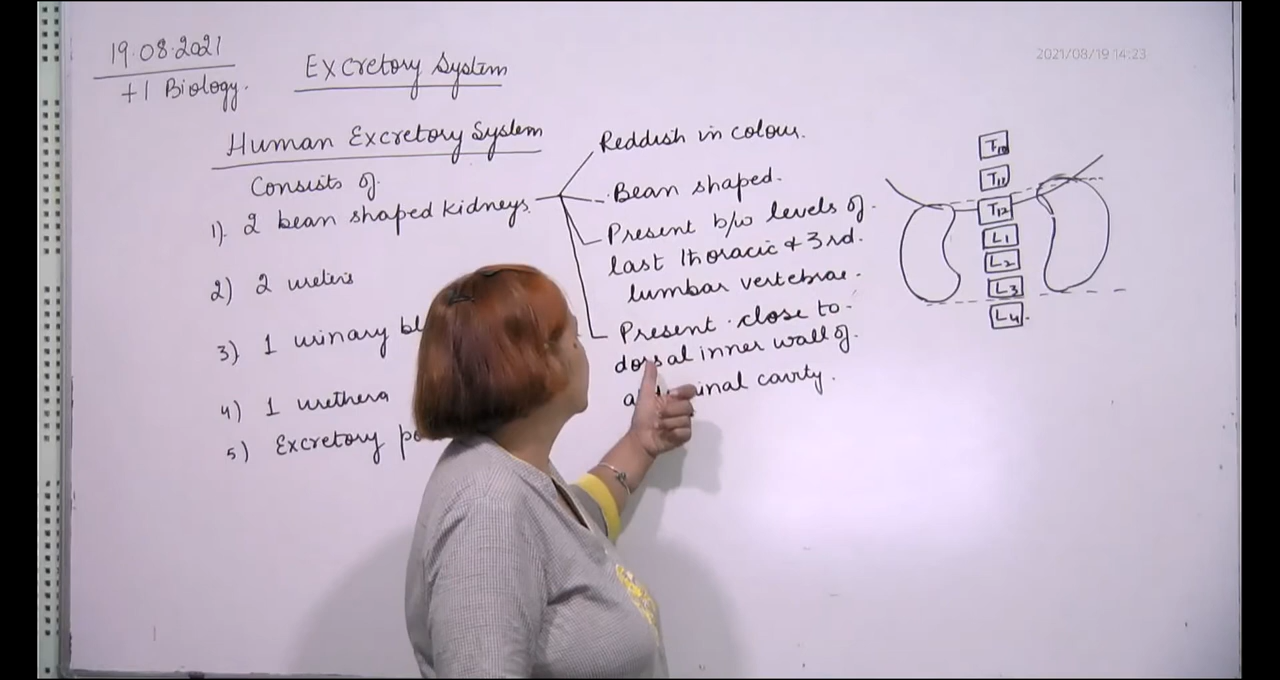 19.08.2021
+1 Biology.
Excretory System
2021/08/19 14:23
Human Excretory System
Consists of
1). 2 bean shaped kidneys
2) 2 ureters
3) 1 urinary
4) 1 urethera
5) Excretory
Reddish in colour.
Bean shaped.
Present b/w levels of
last thoracic & 3rd.
lumbar vertebrae.
Present close to
dorsal inner wall of
cavity.
T10
T11
T12
L1
L2
L3
L4